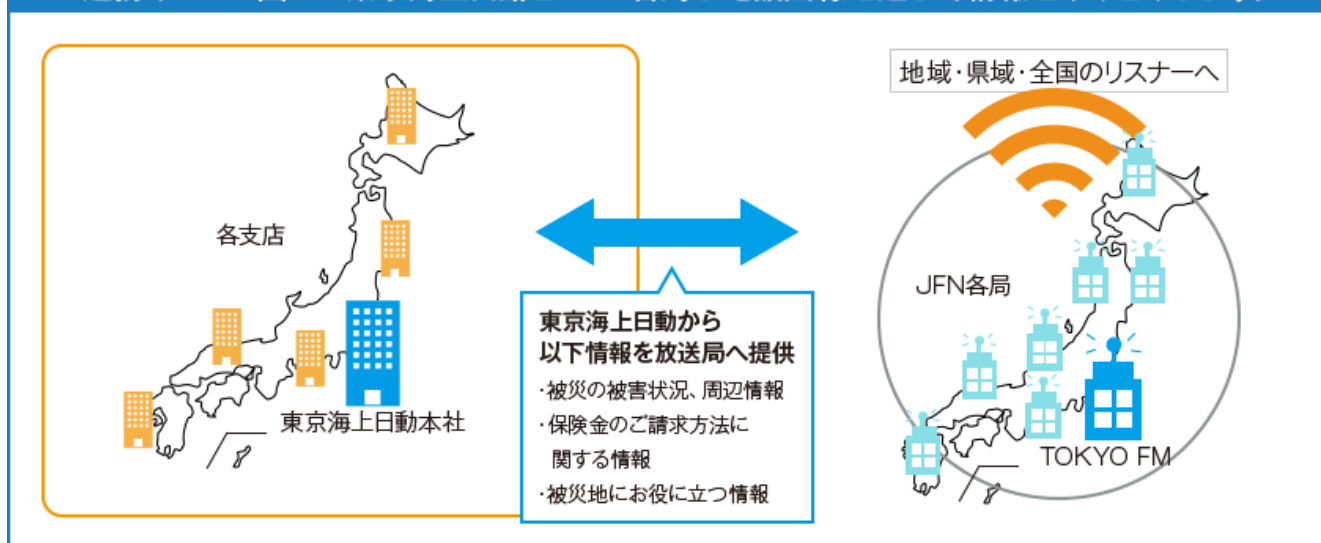 地域・県域・全国のリスナーへ
各支店
JFN各局
東京海上日動から
以下情報を放送局へ提供
・被災の被害状況、周辺情報
・保険金のご請求方法に
関する情報
・被災地にお役に立つ情報
東京海上日動本社
TOKYO FM